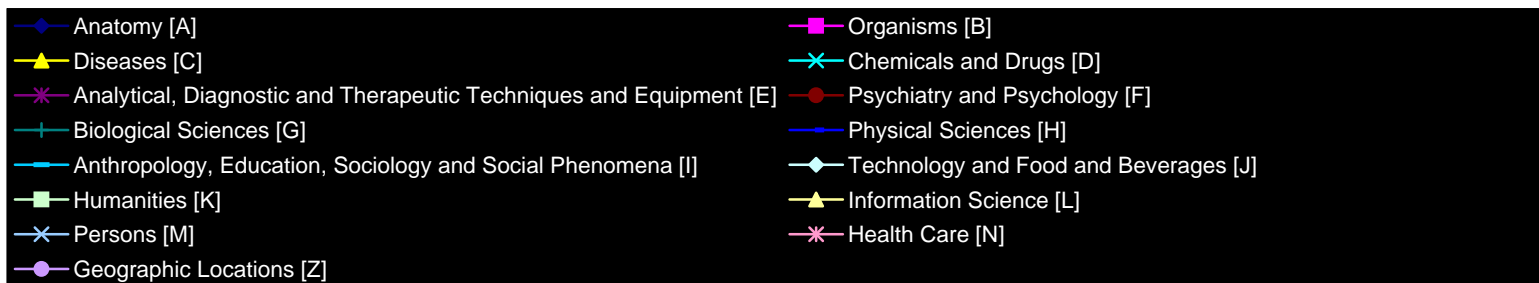 Anatomy [A] Organisms [B]
Diseases [C] Chemicals and Drugs [D]
Analytical, Diagnostic and Therapeutic Techniques and Equipment [E] Psychiatry and Psychology [F]
Biological Sciences [G] Physical Sciences [H]
Anthropology, Education, Sociology and Social Phenomena [I] Technology and Food and Beverages [J]
Humanities [K] Information Science [L]
Persons [M] Health Care [N]
Geographic Locations [Z]